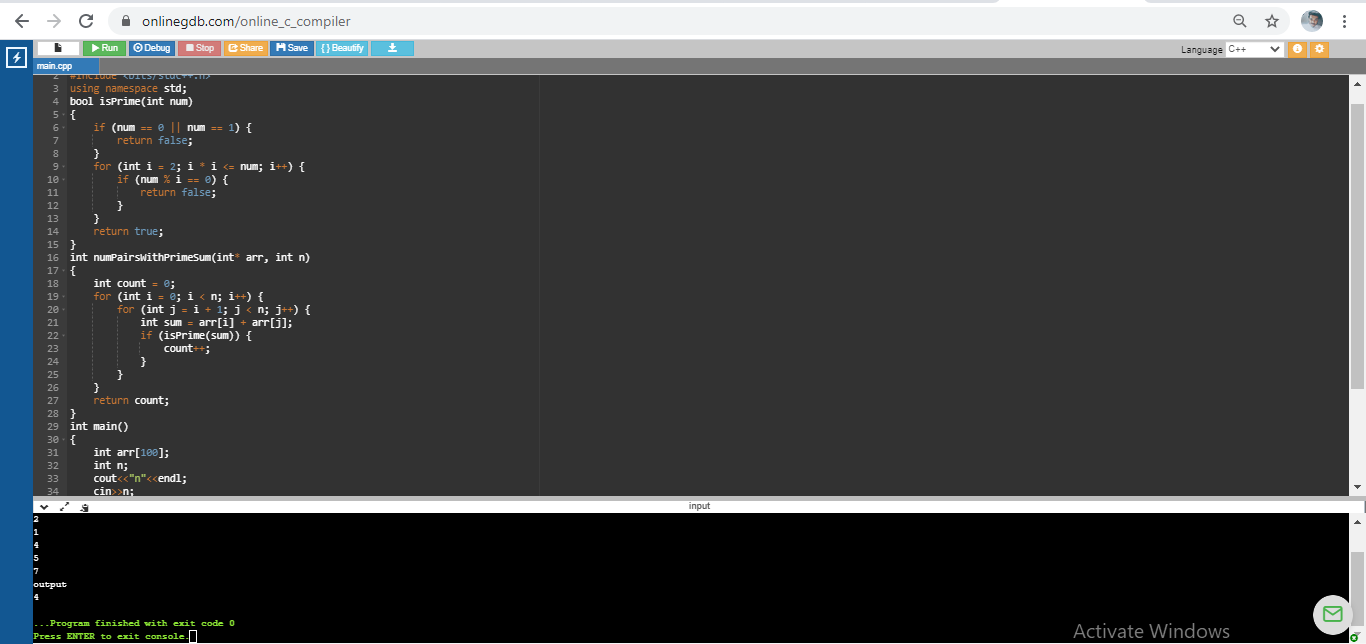 onlinegdb.com/online_c_compiler
Run Debug Stop Share Save { } Beautify
Language C++
main.cpp
2 #include <bits/stdc++.h>
3 using namespace std;
4 bool isPrime(int num)
5 {
6 if (num == 0 || num == 1) {
7 return false;
8 }
9 for (int i = 2; i * i <= num; i++) {
10 if (num % i == 0) {
11 return false;
12 }
13 }
14 return true;
15 }
16 int numPairsWithPrimeSum(int* arr, int n)
17 {
18 int count = 0;
19 for (int i = 0; i < n; i++) {
20 for (int j = i + 1; j < n; j++) {
21 int sum = arr[i] + arr[j];
22 if (isPrime(sum)) {
23 count++;
24 }
25 }
26 }
27 return count;
28 }
29 int main()
30 {
31 int arr[100];
32 int n;
33 cout<<"n"<<endl;
34 cin>>n;
input
2
1
4
5
7
output
4
...Program finished with exit code 0
Press ENTER to exit console.
Activate Windows